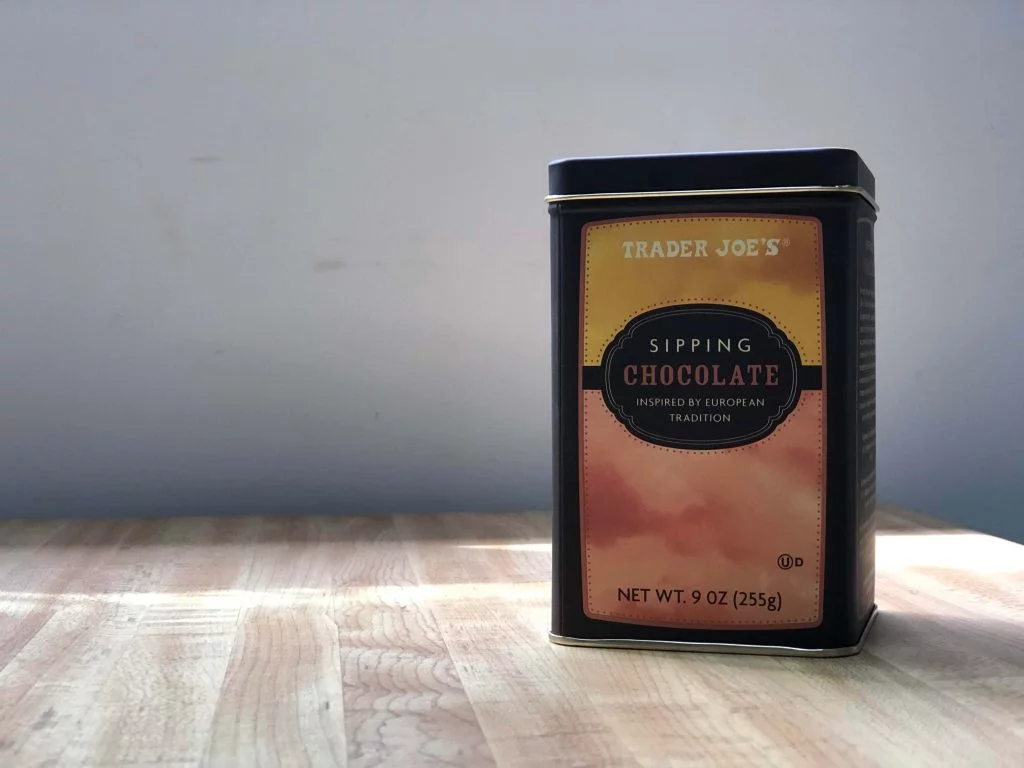 TRADER JOE'S®
SIPPING
CHOCOLATE
INSPIRED BY EUROPEAN
TRADITION
Ⓤ D
NET WT. 9 OZ (255g)